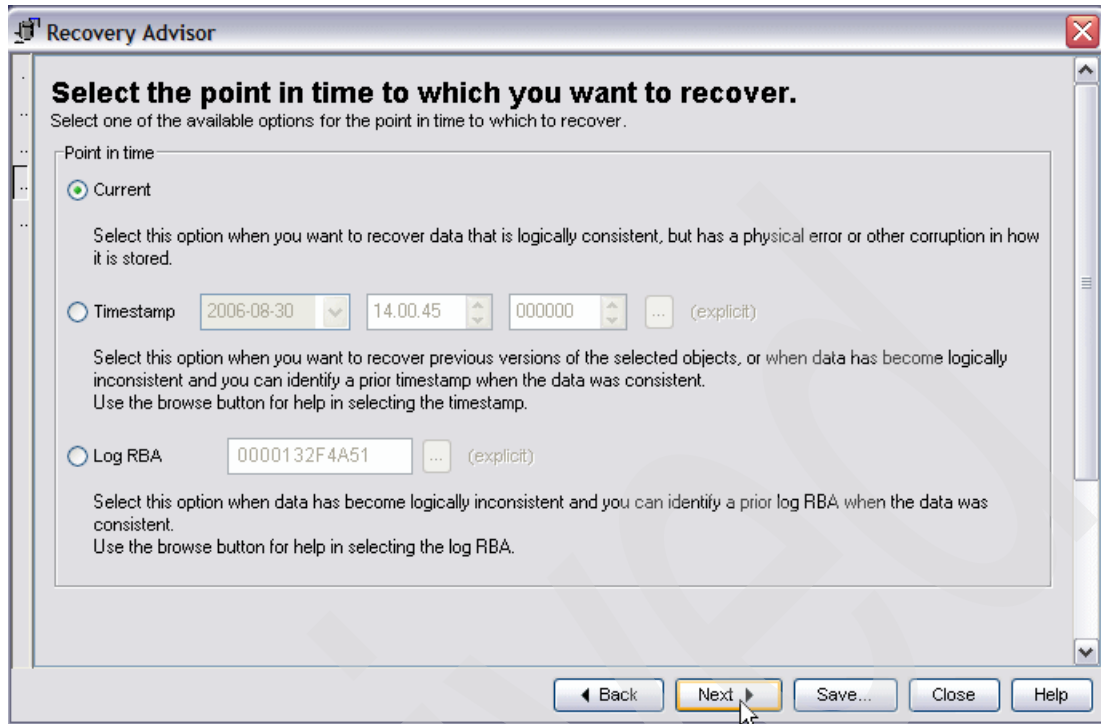 Recovery Advisor
Select the point in time to which you want to recover.
Select one of the available options for the point in time to which to recover.
Point in time
Current
Select this option when you want to recover data that is logically consistent, but has a physical error or other corruption in how
it is stored.
Timestamp 2006-08-30 14.00.45 000000 ... (explicit)
Select this option when you want to recover previous versions of the selected objects, or when data has become logically
inconsistent and you can identify a prior timestamp when the data was consistent.
Use the browse button for help in selecting the timestamp.
Log RBA 0000132F4A51 ... (explicit)
Select this option when data has become logically inconsistent and you can identify a prior log RBA when the data was
consistent.
Use the browse button for help in selecting the log RBA.
Back Next Save... Close Help